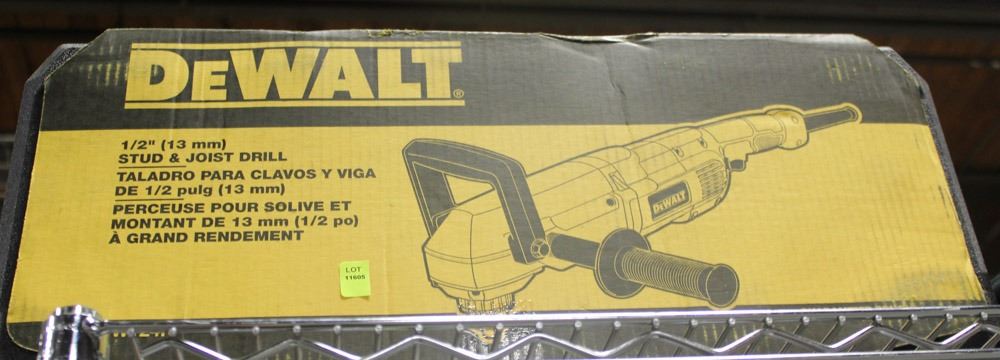 DEWALT®
1/2" (13 mm)
STUD & JOIST DRILL
TALADRO PARA CLAVOS Y VIGA
DE 1/2 pulg (13 mm)
PERCEUSE POUR SOLIVE ET
MONTANT DE 13 mm (1/2 po)
À GRAND RENDEMENT
DEWALT
LOT
11605